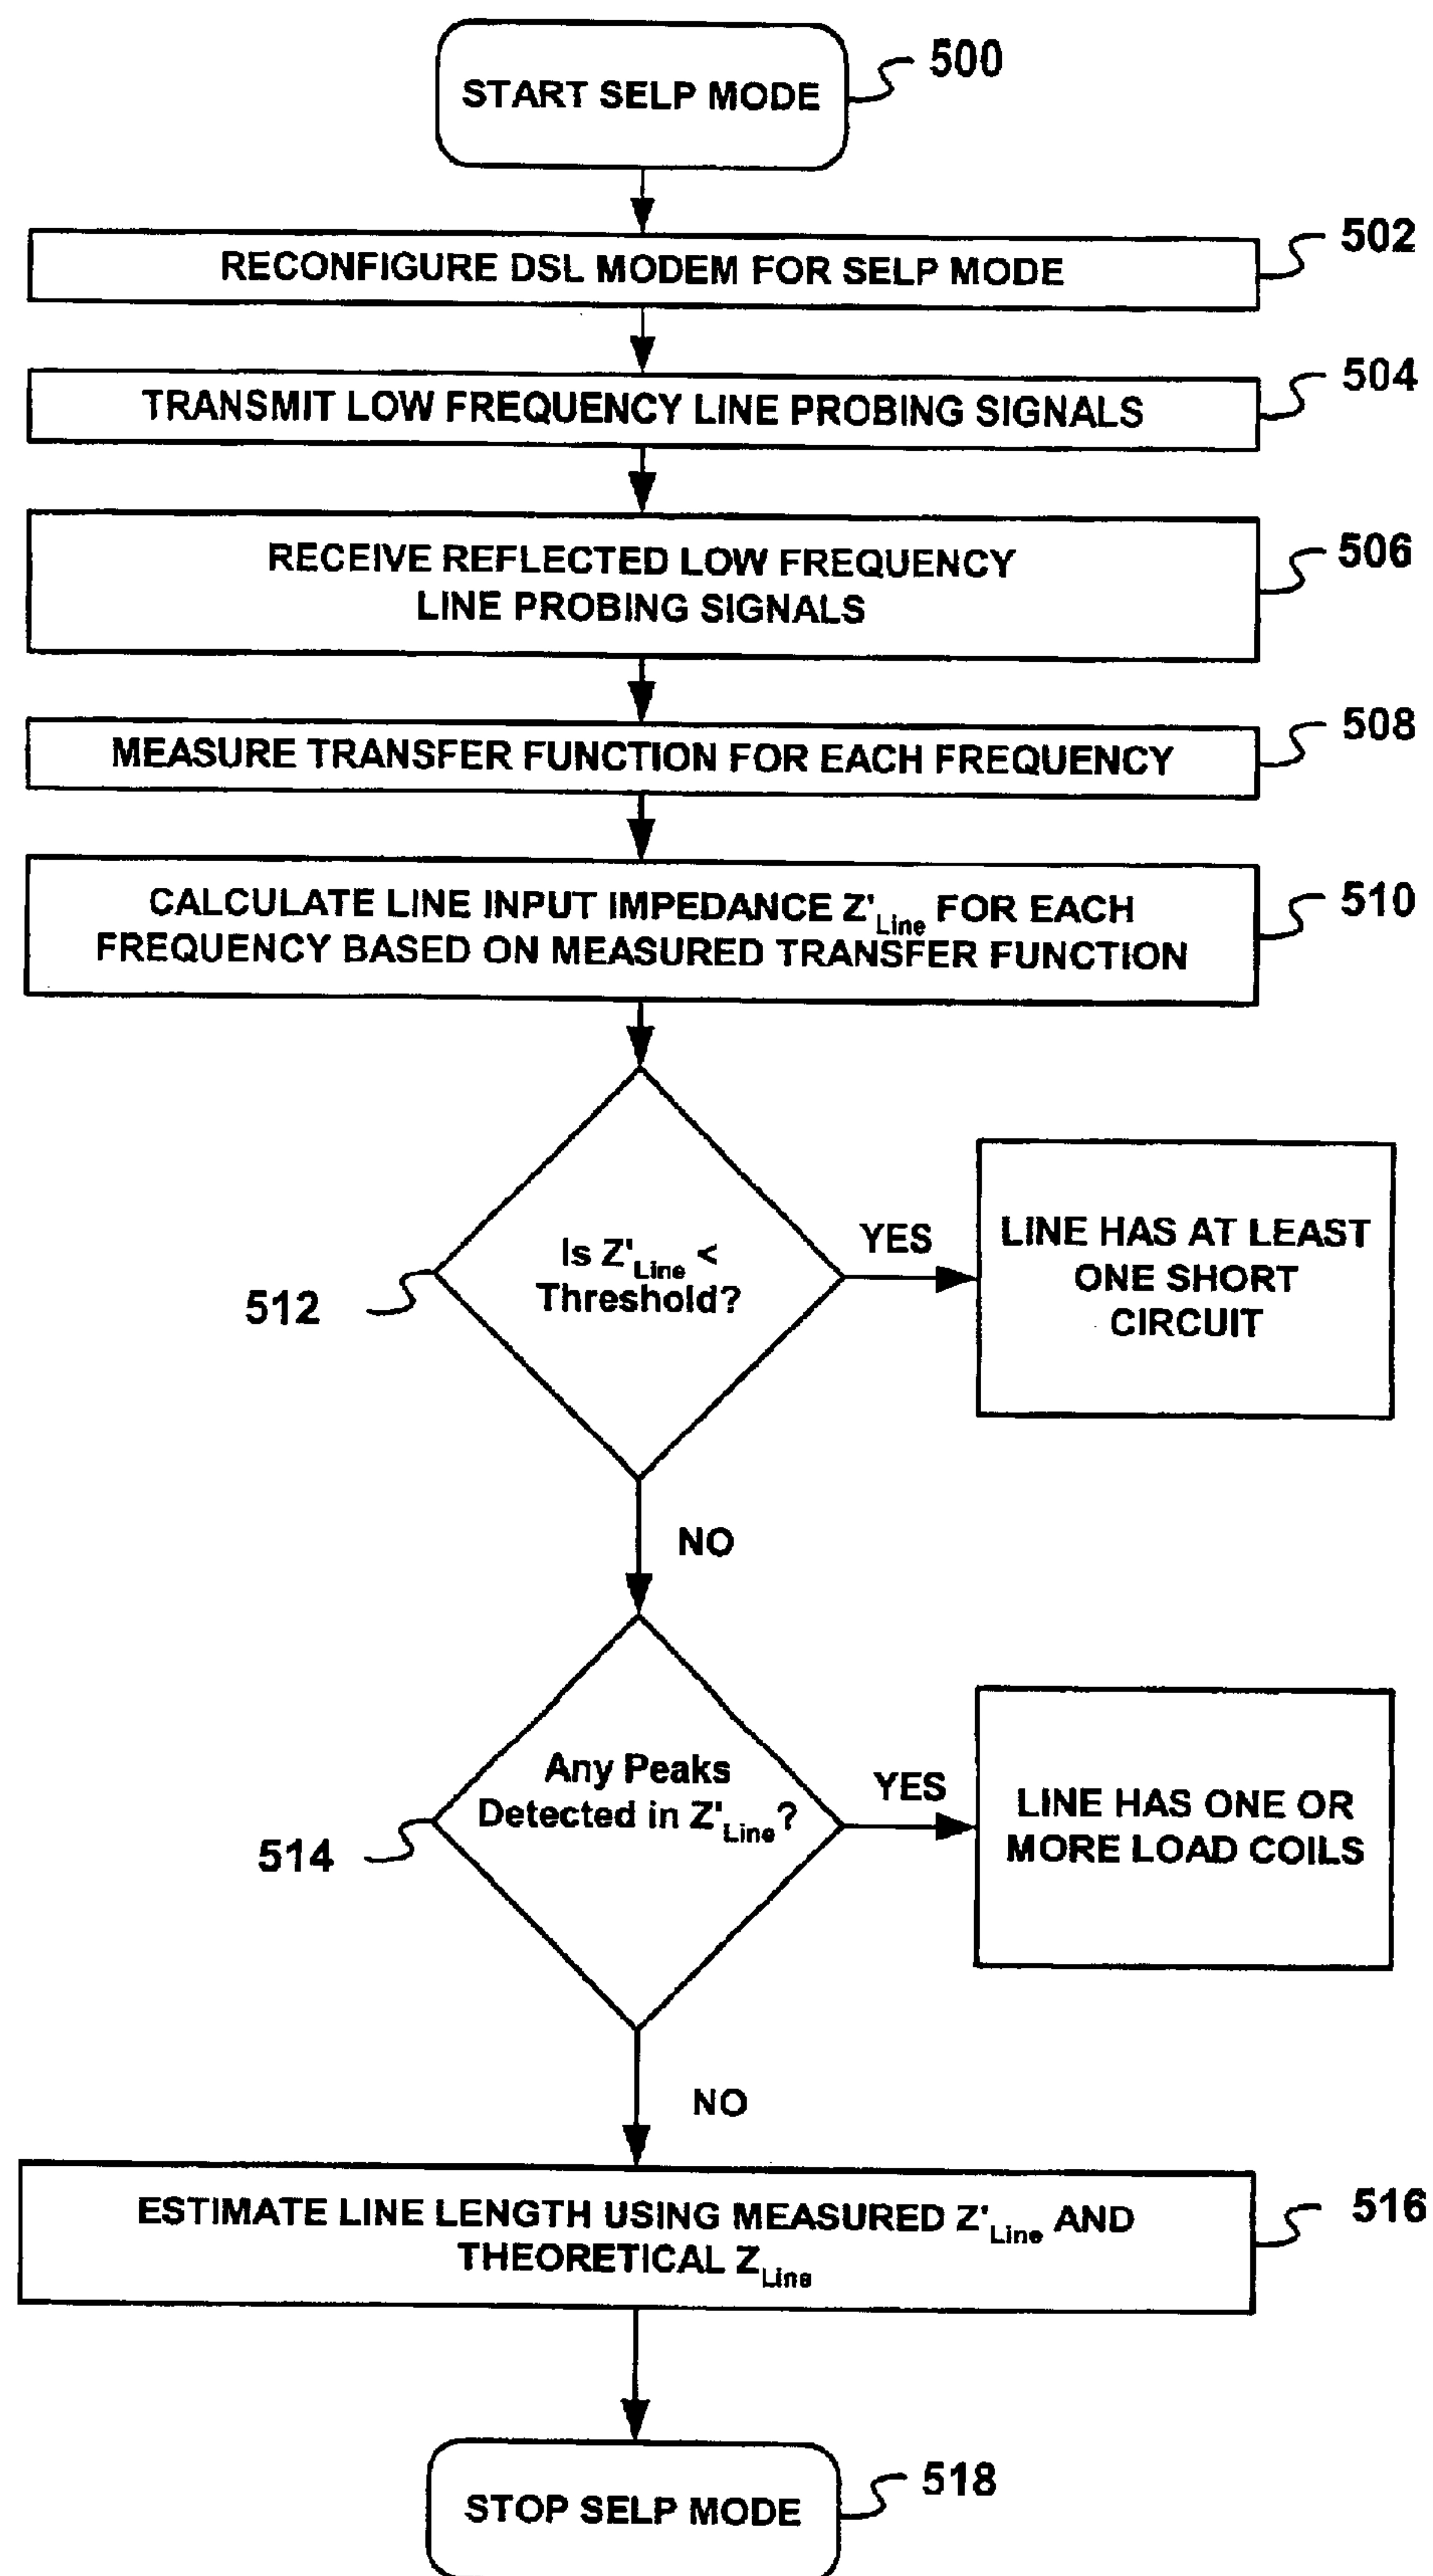 START SELP MODE
500
RECONFIGURE DSL MODEM FOR SELP MODE
502
TRANSMIT LOW FREQUENCY LINE PROBING SIGNALS
504
RECEIVE REFLECTED LOW FREQUENCY
LINE PROBING SIGNALS
506
MEASURE TRANSFER FUNCTION FOR EACH FREQUENCY
508
CALCULATE LINE INPUT IMPEDANCE Z'Line FOR EACH
FREQUENCY BASED ON MEASURED TRANSFER FUNCTION
510
Is Z'Line <
Threshold?
512
YES
LINE HAS AT LEAST
ONE SHORT
CIRCUIT
NO
Any Peaks
Detected in Z'Line?
514
YES
LINE HAS ONE OR
MORE LOAD COILS
NO
ESTIMATE LINE LENGTH USING MEASURED Z'Line AND
THEORETICAL ZLine
516
STOP SELP MODE
518